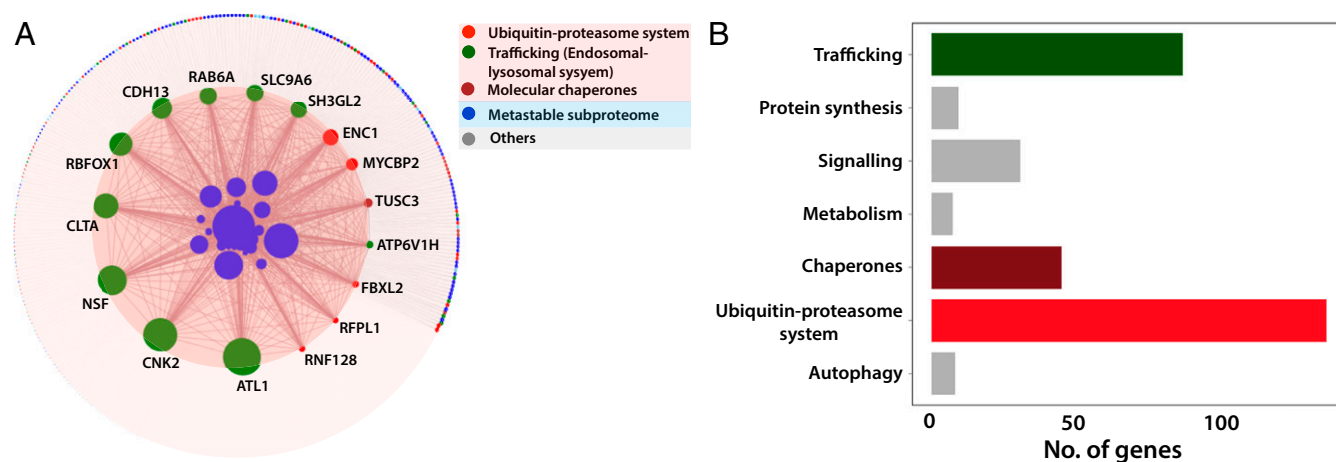 A
Ubiquitin-proteasome system
Trafficking (Endosomal-
lysosomal sysyem)
Molecular chaperones
Metastable subproteome
Others
RAB6A
SLC9A6
CDH13
SH3GL2
ENC1
RBFOX1
MYCBP2
TUSC3
CLTA
ATP6V1H
FBXL2
NSF
RFPL1
RNF128
CNK2
ATL1
B
Trafficking
Protein synthesis
Signalling
Metabolism
Chaperones
Ubiquitin-proteasome
system
Autophagy
0 50 100
No. of genes